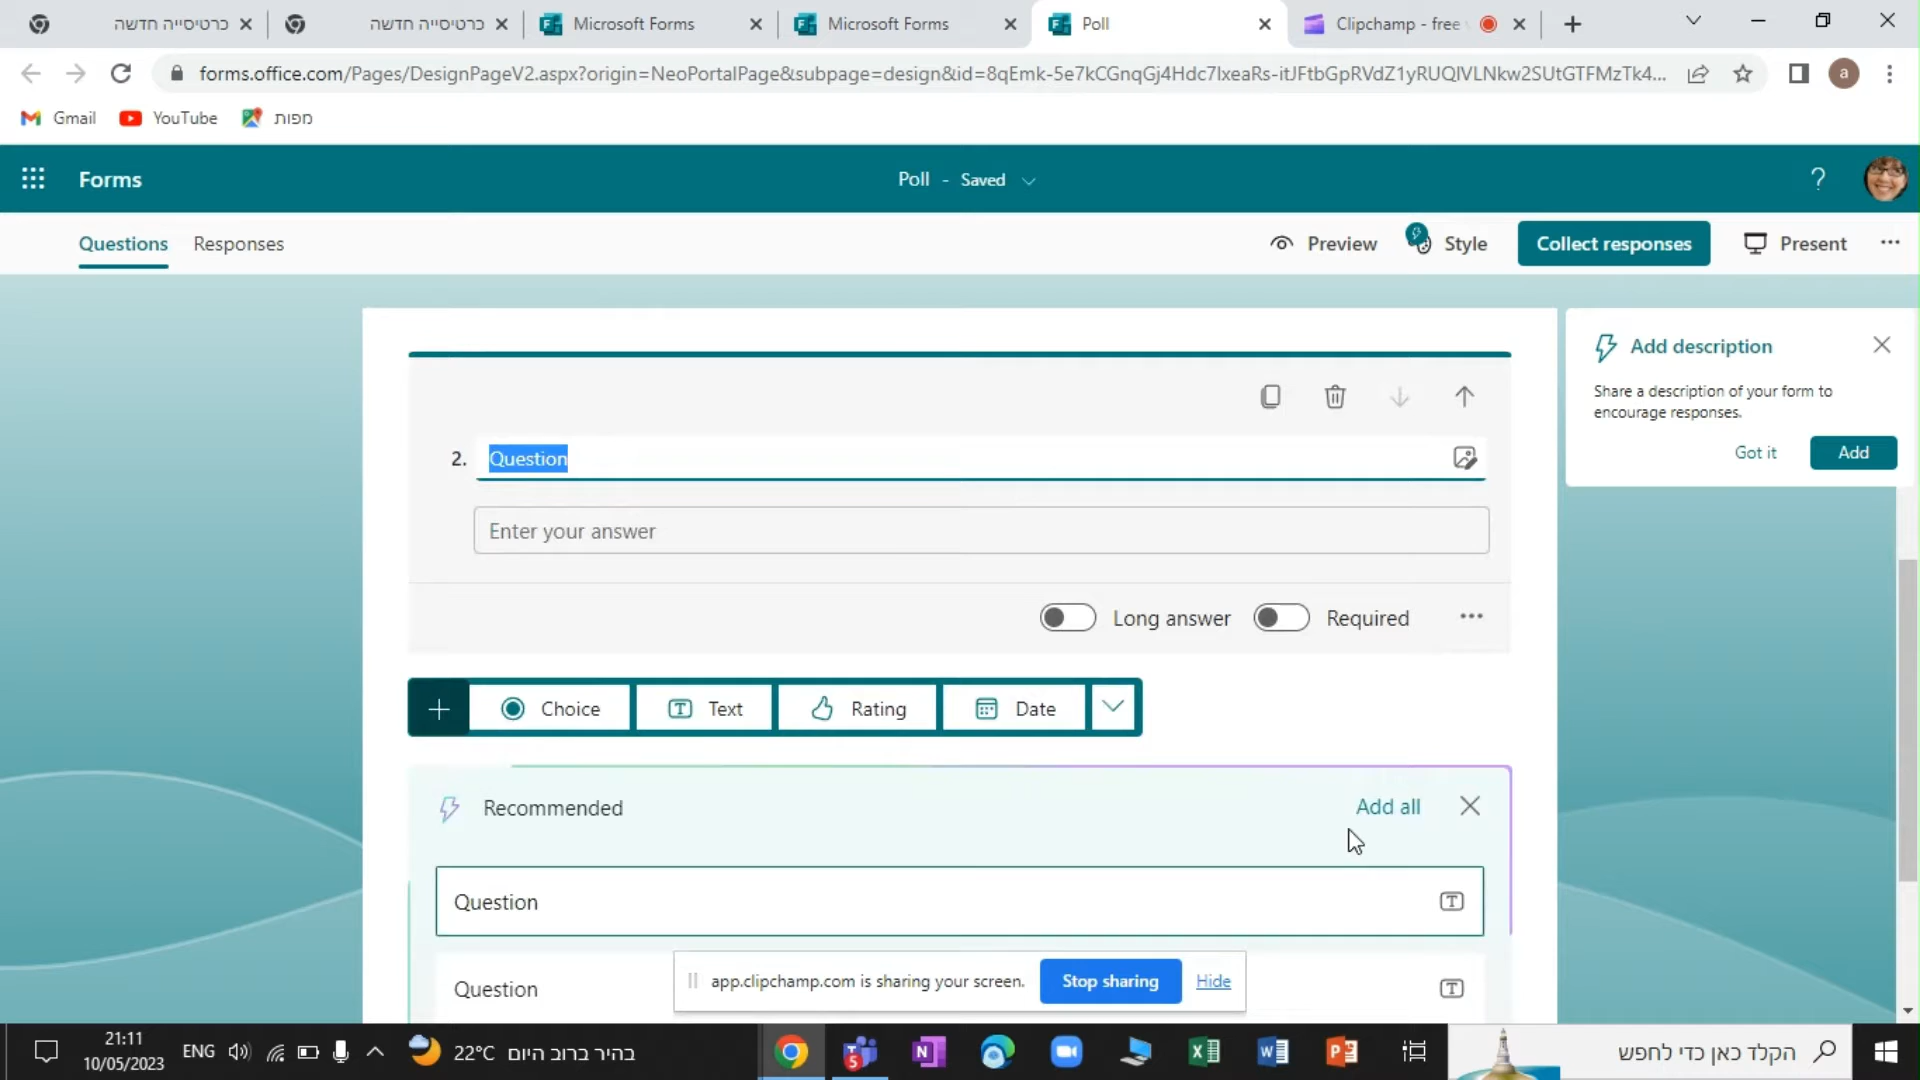 כרטיסייה חדשה
כרטיסייה חדשה
Microsoft Forms
Microsoft Forms
Poll
Clipchamp - free
forms.office.com/Pages/DesignPageV2.aspx?origin=NeoPortalPage&subpage=design&id=8qEmk-5e7kCGnqGj4Hdc7IxeaRs-itJFtbGpRVdZ1yRUQlVLNkw2SUtGTFMzTk4...
a
Gmail
YouTube
מפות
Forms
Poll - Saved
?
Questions
Responses
Preview
Style
Collect responses
Present
Add description
Share a description of your form to
encourage responses.
Got it
Add
2. Question
Enter your answer
Long answer
Required
Choice
Text
Rating
Date
Recommended
Add all
Question
Question
app.clipchamp.com is sharing your screen.
Stop sharing
Hide
21:11
10/05/2023
ENG
22°C בהיר ברוב היום
הקלד כאן כדי לחפש